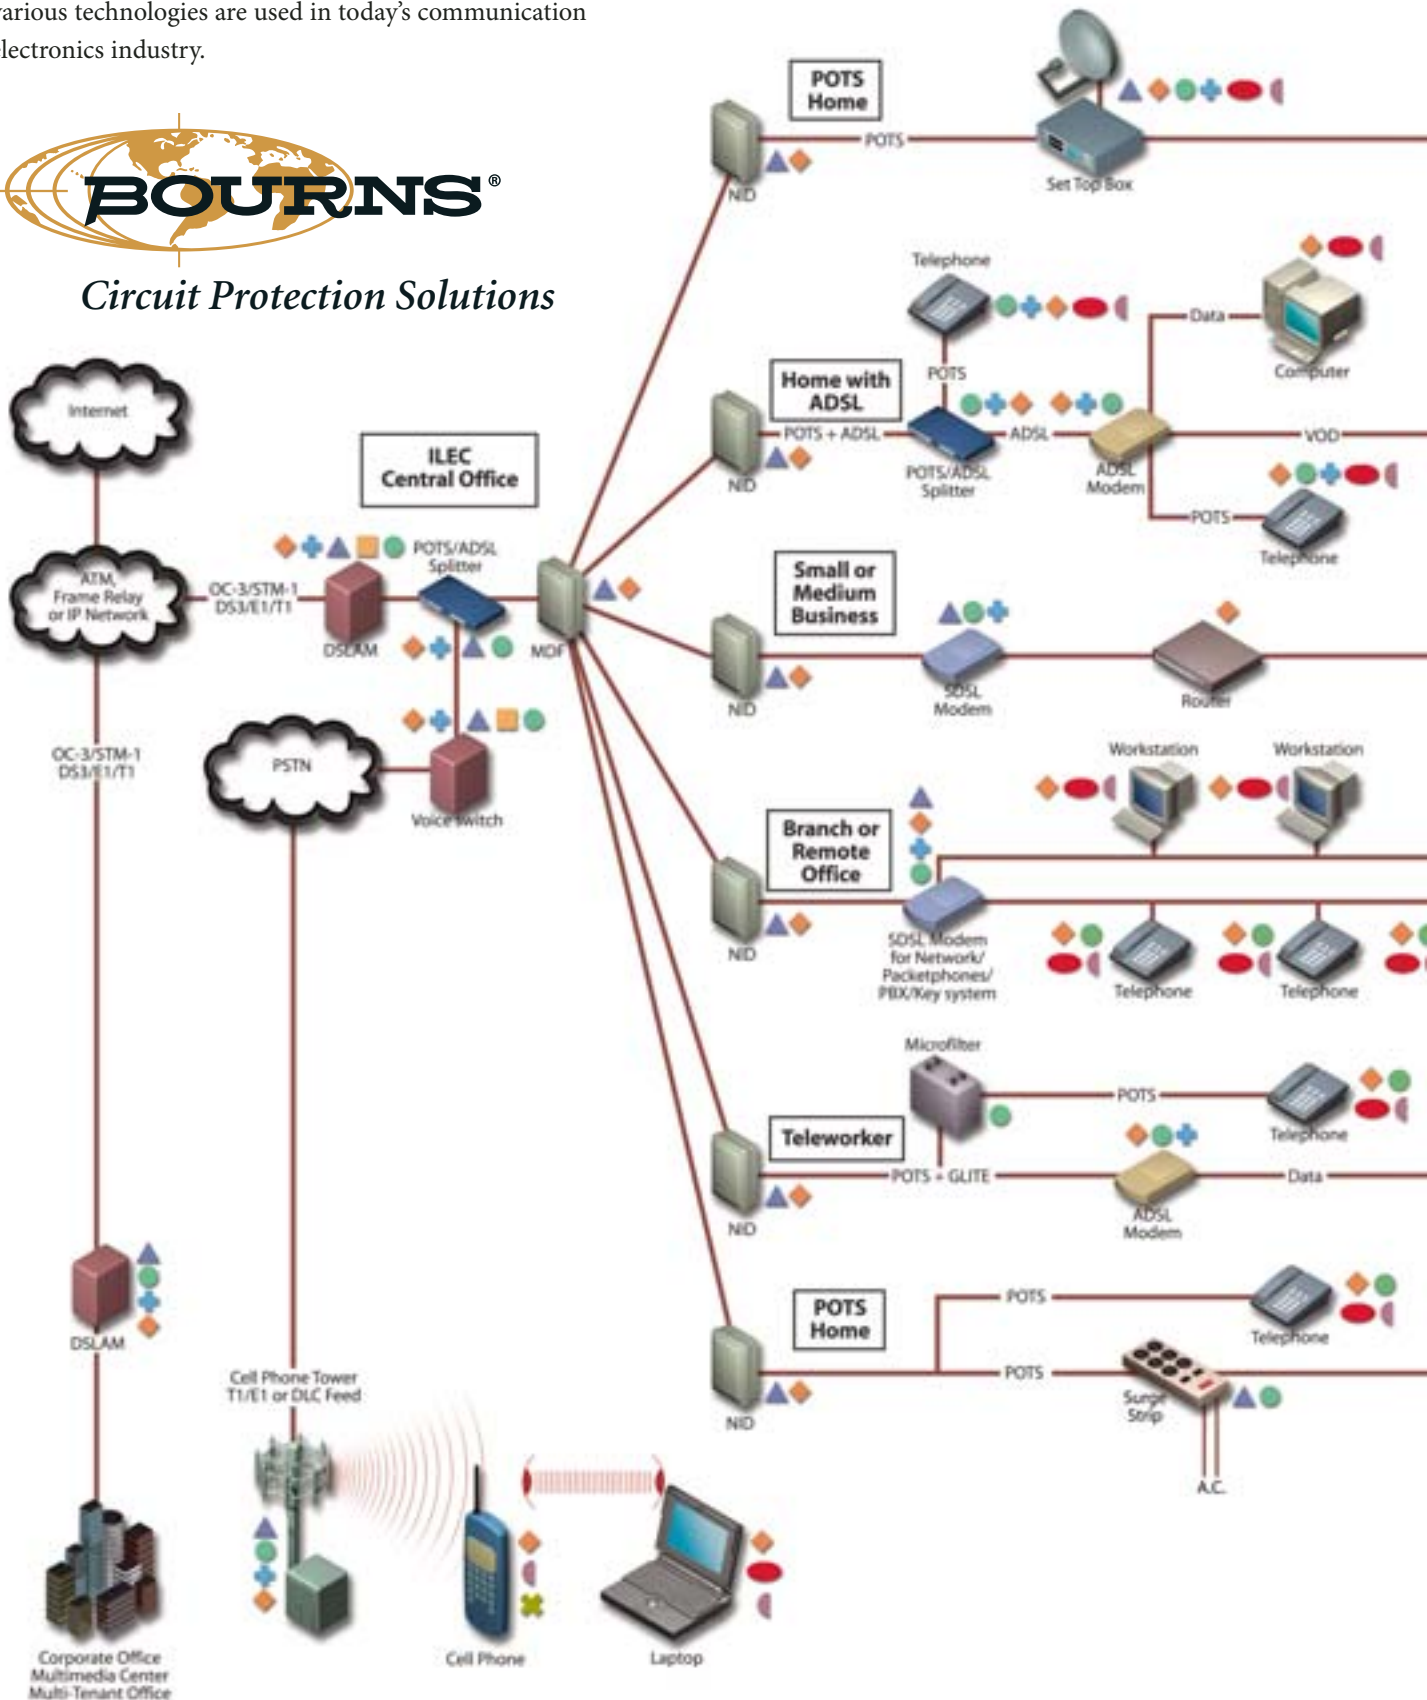 various technologies are used in today's communication
electronics industry.
BOURNS®
Circuit Protection Solutions
Internet
ATM,
Frame Relay
or IP Network
OC-3/STM-1
DS3/E1/T1
OC-3/STM-1
DS3/E1/T1
DSLAM
Corporate Office
Multimedia Center
Multi-Tenant Office
ILEC
Central Office
DSLAM
POTS/ADSL
Splitter
MDF
PSTN
Voice Switch
Cell Phone Tower
T1/E1 or DLC Feed
Cell Phone
Laptop
POTS
Home
NID
POTS
Set Top Box
Home with
ADSL
NID
POTS + ADSL
Telephone
POTS
POTS/ADSL
Splitter
ADSL
ADSL
Modem
Data
Computer
VOD
POTS
Telephone
Small or
Medium
Business
NID
SDSL
Modem
Router
Branch or
Remote
Office
NID
SDSL Modem
for Network/
Packetphones/
PBX/Key system
Workstation
Workstation
Telephone
Telephone
Teleworker
NID
Microfilter
POTS
Telephone
POTS + GLITE
ADSL
Modem
Data
POTS
Home
NID
POTS
Telephone
POTS
Surge
Strip
A.C.